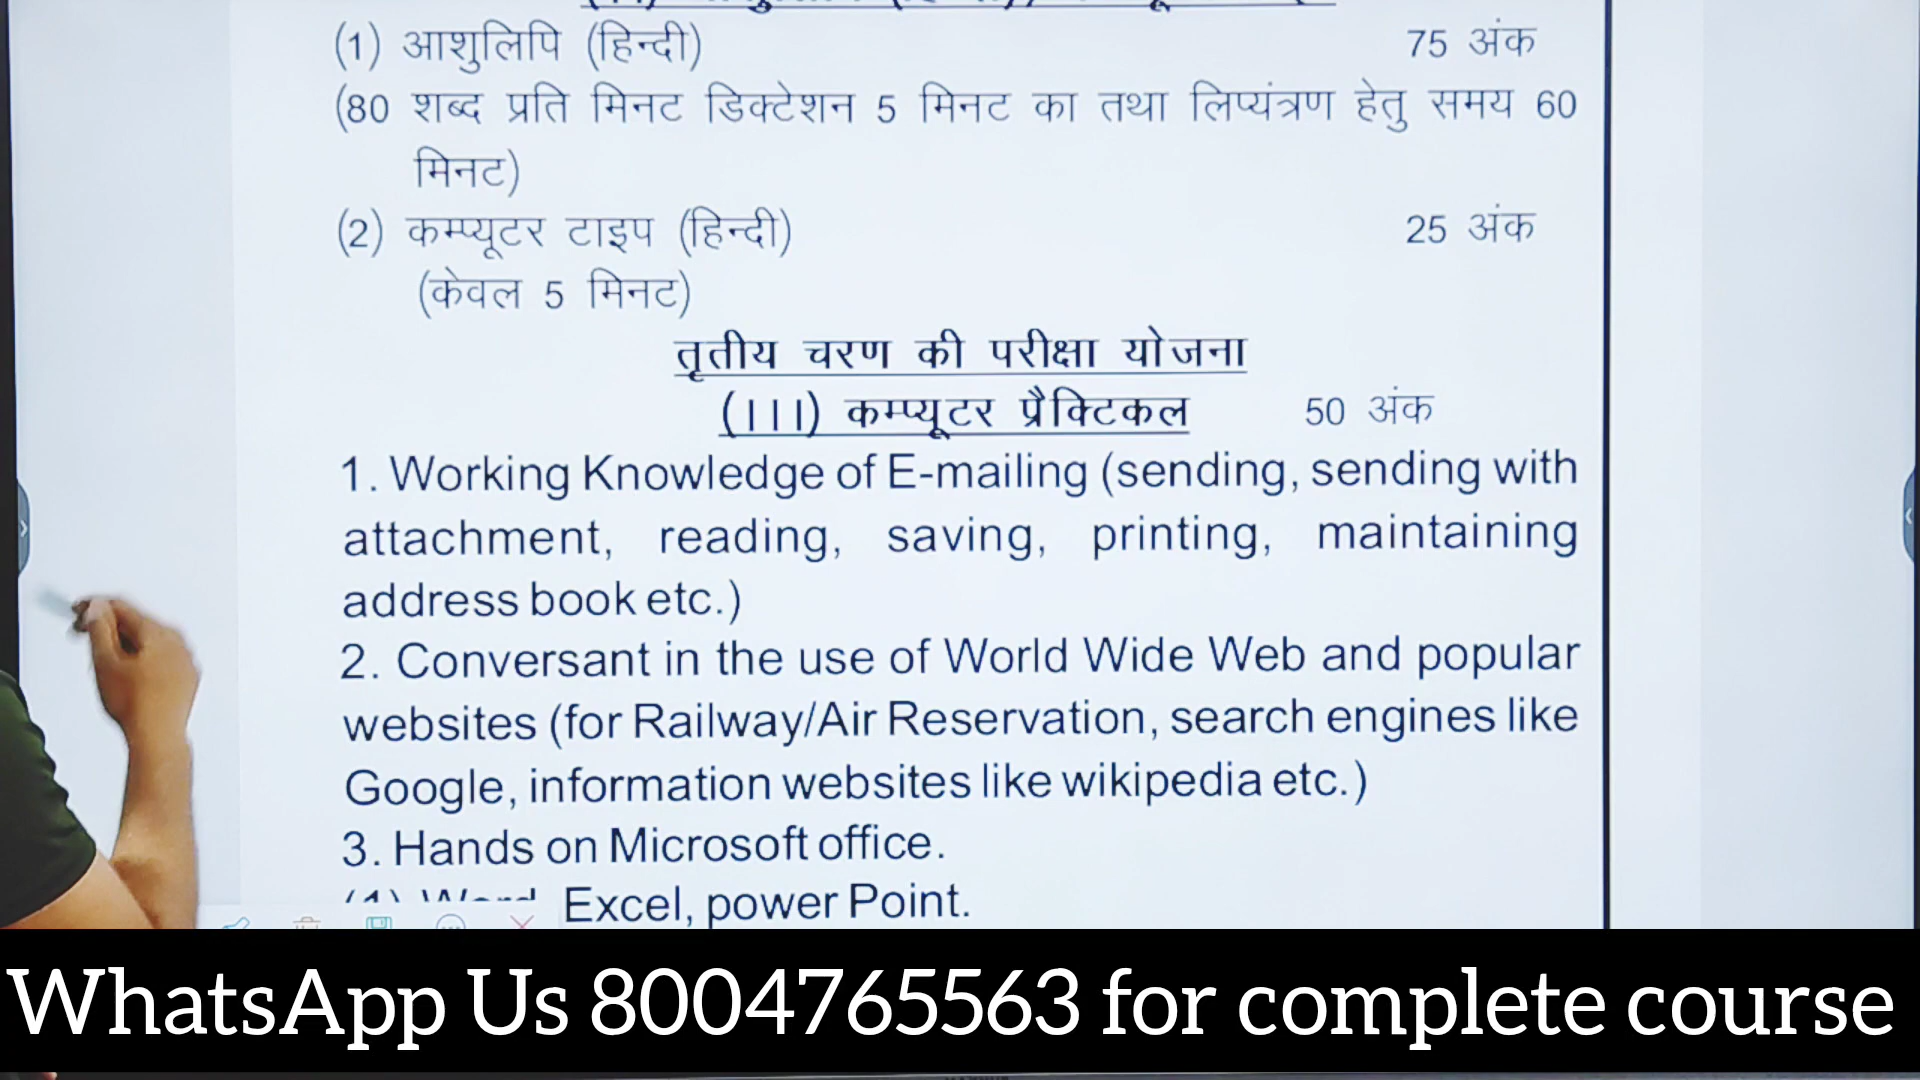 (1) आशुलिपि (हिन्दी) 75 अंक
(80 शब्द प्रति मिनट डिक्टेशन 5 मिनट का तथा लिप्यंत्रण हेतु समय 60
मिनट)
(2) कम्प्यूटर टाइप (हिन्दी) 25 अंक
(केवल 5 मिनट)
तृतीय चरण की परीक्षा योजना
(III) कम्प्यूटर प्रैक्टिकल 50 अंक
1. Working Knowledge of E-mailing (sending, sending with
attachment, reading, saving, printing, maintaining
address book etc.)
2. Conversant in the use of World Wide Web and popular
websites (for Railway/Air Reservation, search engines like
Google, information websites like wikipedia etc.)
3. Hands on Microsoft office.
Excel, power Point.
WhatsApp Us 8004765563 for complete course